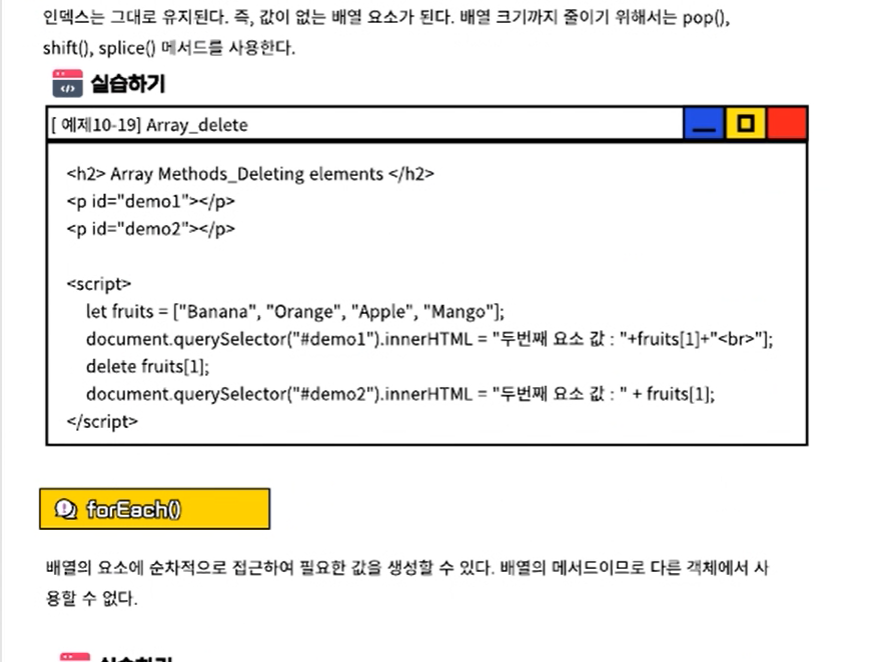 인덱스는 그대로 유지된다. 즉, 값이 없는 배열 요소가 된다. 배열 크기까지 줄이기 위해서는 pop(),
shift(), splice() 메서드를 사용한다.
실습하기
[ 예제10-19] Array_delete
<h2> Array Methods_Deleting elements </h2>
<p id="demo1"></p>
<p id="demo2"></p>
<script>
let fruits = ["Banana", "Orange", "Apple", "Mango"];
document.querySelector("#demo1").innerHTML = "두번째 요소 값 : "+fruits[1]+"<br>"];
delete fruits[1];
document.querySelector("#demo2").innerHTML = "두번째 요소 값 : " + fruits[1];
</script>
forEach()
배열의 요소에 순차적으로 접근하여 필요한 값을 생성할 수 있다. 배열의 메서드이므로 다른 객체에서 사
용할 수 없다.
실습하기